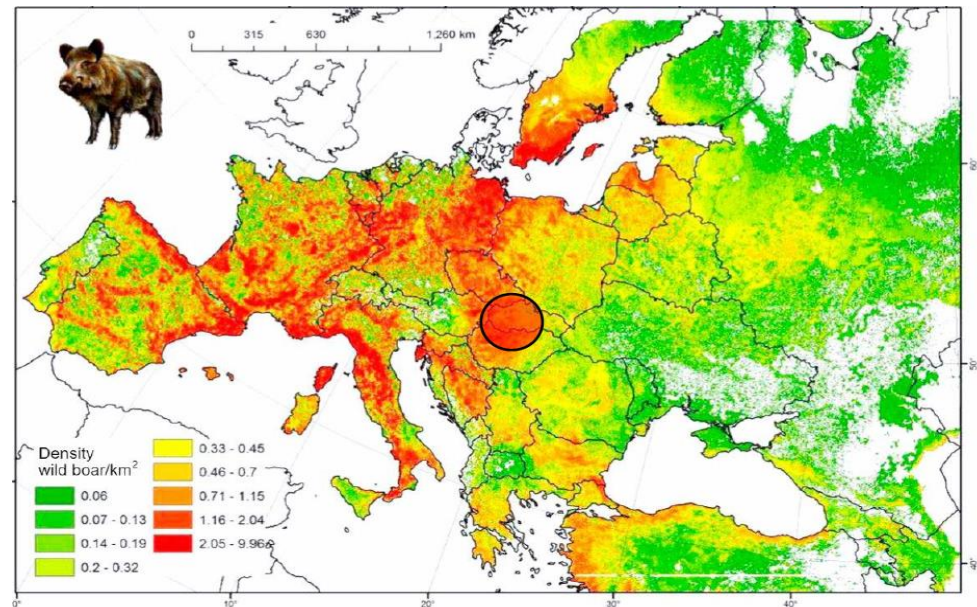 0 315 630 1,260 km
Density
wild boar/km²
0.06
0.07 - 0.13
0.14 - 0.19
0.2 - 0.32
0.33 - 0.45
0.46 - 0.7
0.71 - 1.15
1.16 - 2.04
2.05 - 9.96
60°
50°
40°
0° 10° 20° 30° 40°